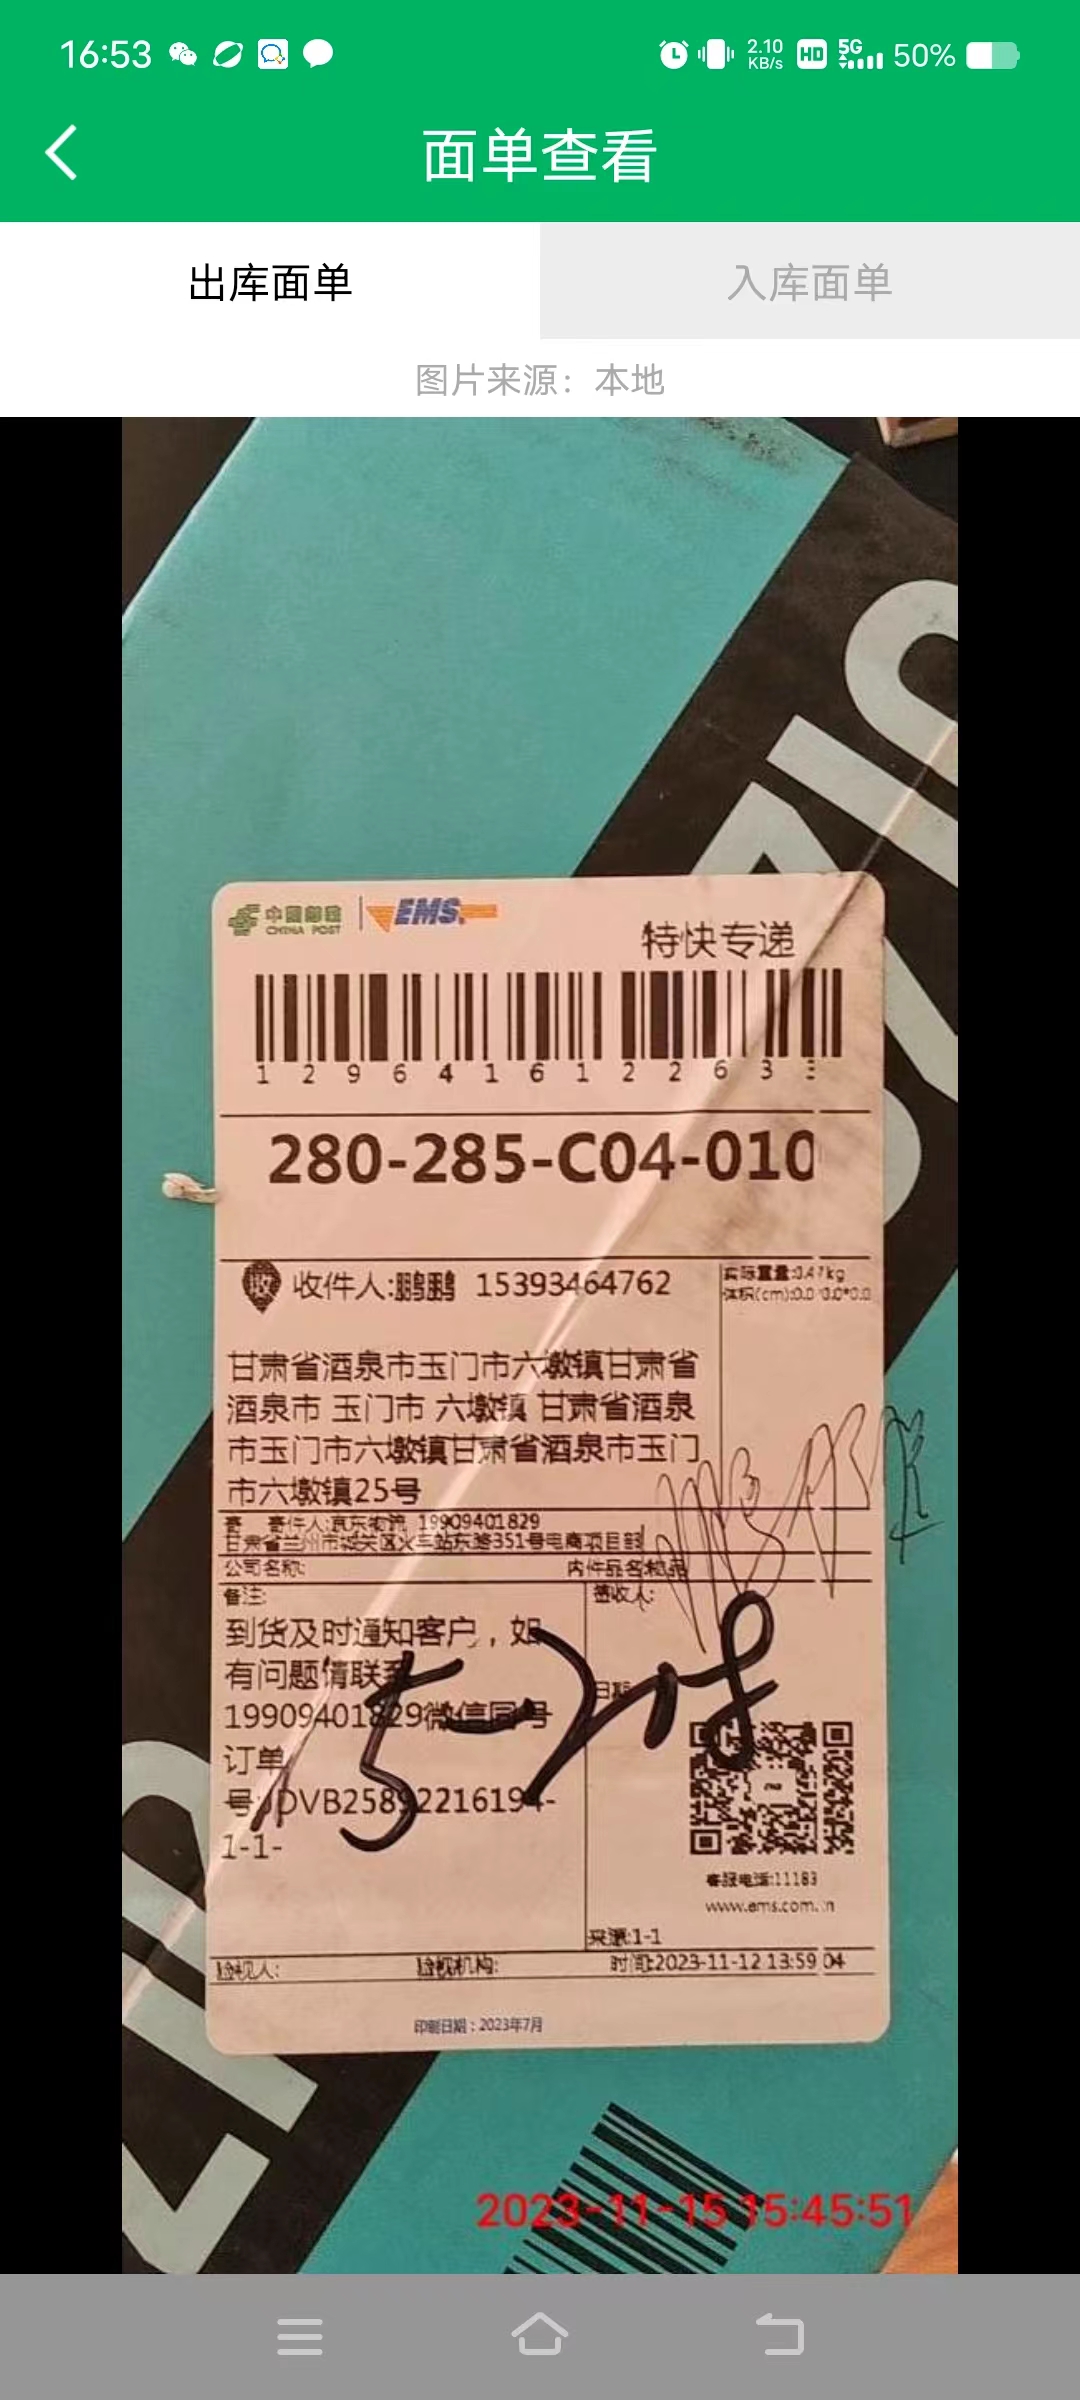 16:53
2.10 KB/s HD 5G 50%
面单查看
出库面单 入库面单
图片来源：本地
中国邮政 CHINA POST EMS
特快专递
1 2 9 6 4 1 6 1 2 2 6 3 3
280-285-C04-010
收 收件人:鹏鹏 15393464762
实际重量:0.47kg
体积(cm):0.0*0.0*0.0
甘肃省酒泉市玉门市六墩镇甘肃省
酒泉市 玉门市 六墩镇 甘肃省酒泉
市玉门市六墩镇甘肃省酒泉市玉门
市六墩镇25号
寄 寄件人:京东物流 19909401829
甘肃省兰州市城关区火车站东路351号电商项目部
公司名称: 内件品名:物品
备注: 签收人:
到货及时通知客户，如
有问题请联系
19909401829微信同号
日期
订单
号:JDVB25892216194-
1-1-
5-2-18
客服电话:11183
www.ems.com.cn
来源:1-1
验视人: 验视机构: 时间:2023-11-12 13:59:04
印刷日期：2023年7月
2023-11-15 15:45:51